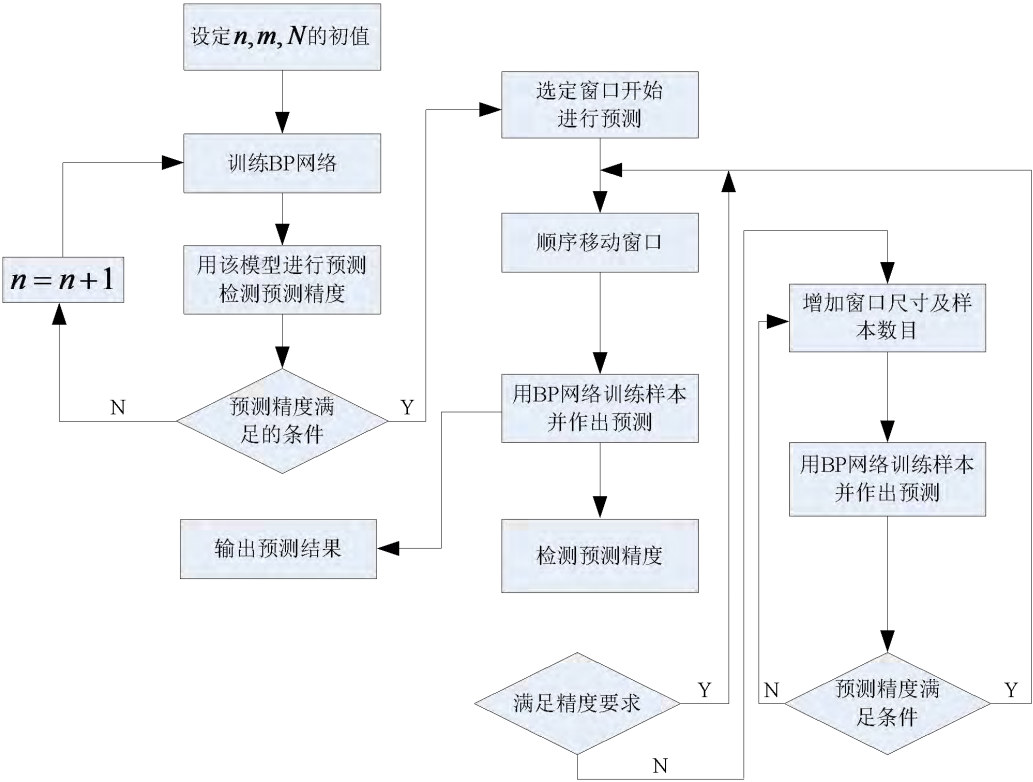 设定n,m,N的初值
训练BP网络
用该模型进行预测
检测预测精度
n=n+1
预测精度满
足的条件
N
Y
输出预测结果
选定窗口开始
进行预测
顺序移动窗口
用BP网络训练样本
并作出预测
检测预测精度
满足精度要求
Y
N
增加窗口尺寸及样
本数目
用BP网络训练样本
并作出预测
预测精度满
足条件
N
Y